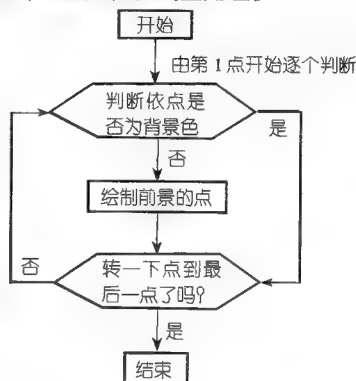 开始
由第1点开始逐个判断
判断依点是
否为背景色
是
否
绘制前景的点
否
转一下点到最
后一点了吗?
是
结束